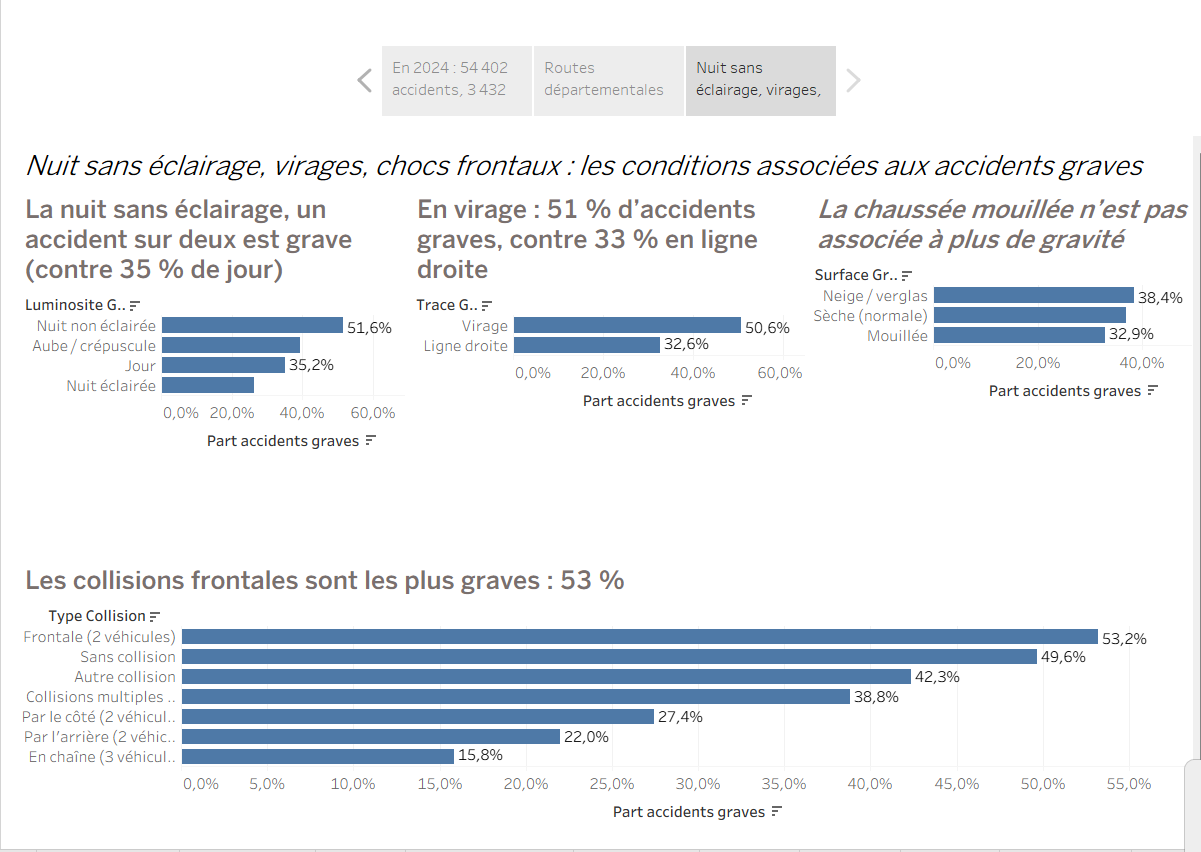 En 2024 : 54 402
accidents, 3 432
Routes
départementales
Nuit sans
éclairage, virages,
Nuit sans éclairage, virages, chocs frontaux : les conditions associées aux accidents graves
La nuit sans éclairage, un
accident sur deux est grave
(contre 35 % de jour)
Luminosite G..
Nuit non éclairée
51,6%
Aube / crépuscule
Jour
35,2%
Nuit éclairée
0,0% 20,0% 40,0% 60,0%
Part accidents graves
En virage : 51 % d’accidents
graves, contre 33 % en ligne
droite
Trace G..
Virage
50,6%
Ligne droite
32,6%
0,0% 20,0% 40,0% 60,0%
Part accidents graves
La chaussée mouillée n’est pas
associée à plus de gravité
Surface Gr..
Neige / verglas
38,4%
Sèche (normale)
Mouillée
32,9%
0,0% 20,0% 40,0%
Part accidents graves
Les collisions frontales sont les plus graves : 53 %
Type Collision
Frontale (2 véhicules)
53,2%
Sans collision
49,6%
Autre collision
42,3%
Collisions multiples ..
38,8%
Par le côté (2 véhicul..
27,4%
Par l’arrière (2 véhic..
22,0%
En chaîne (3 véhicul..
15,8%
0,0% 5,0% 10,0% 15,0% 20,0% 25,0% 30,0% 35,0% 40,0% 45,0% 50,0% 55,0%
Part accidents graves